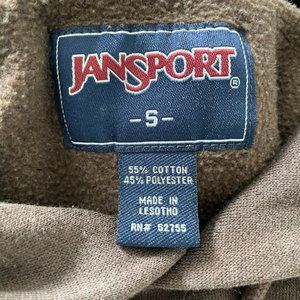 JANSPORT®
-S-
55% COTTON
45% POLYESTER
MADE IN
LESOTHO
RN# 52755